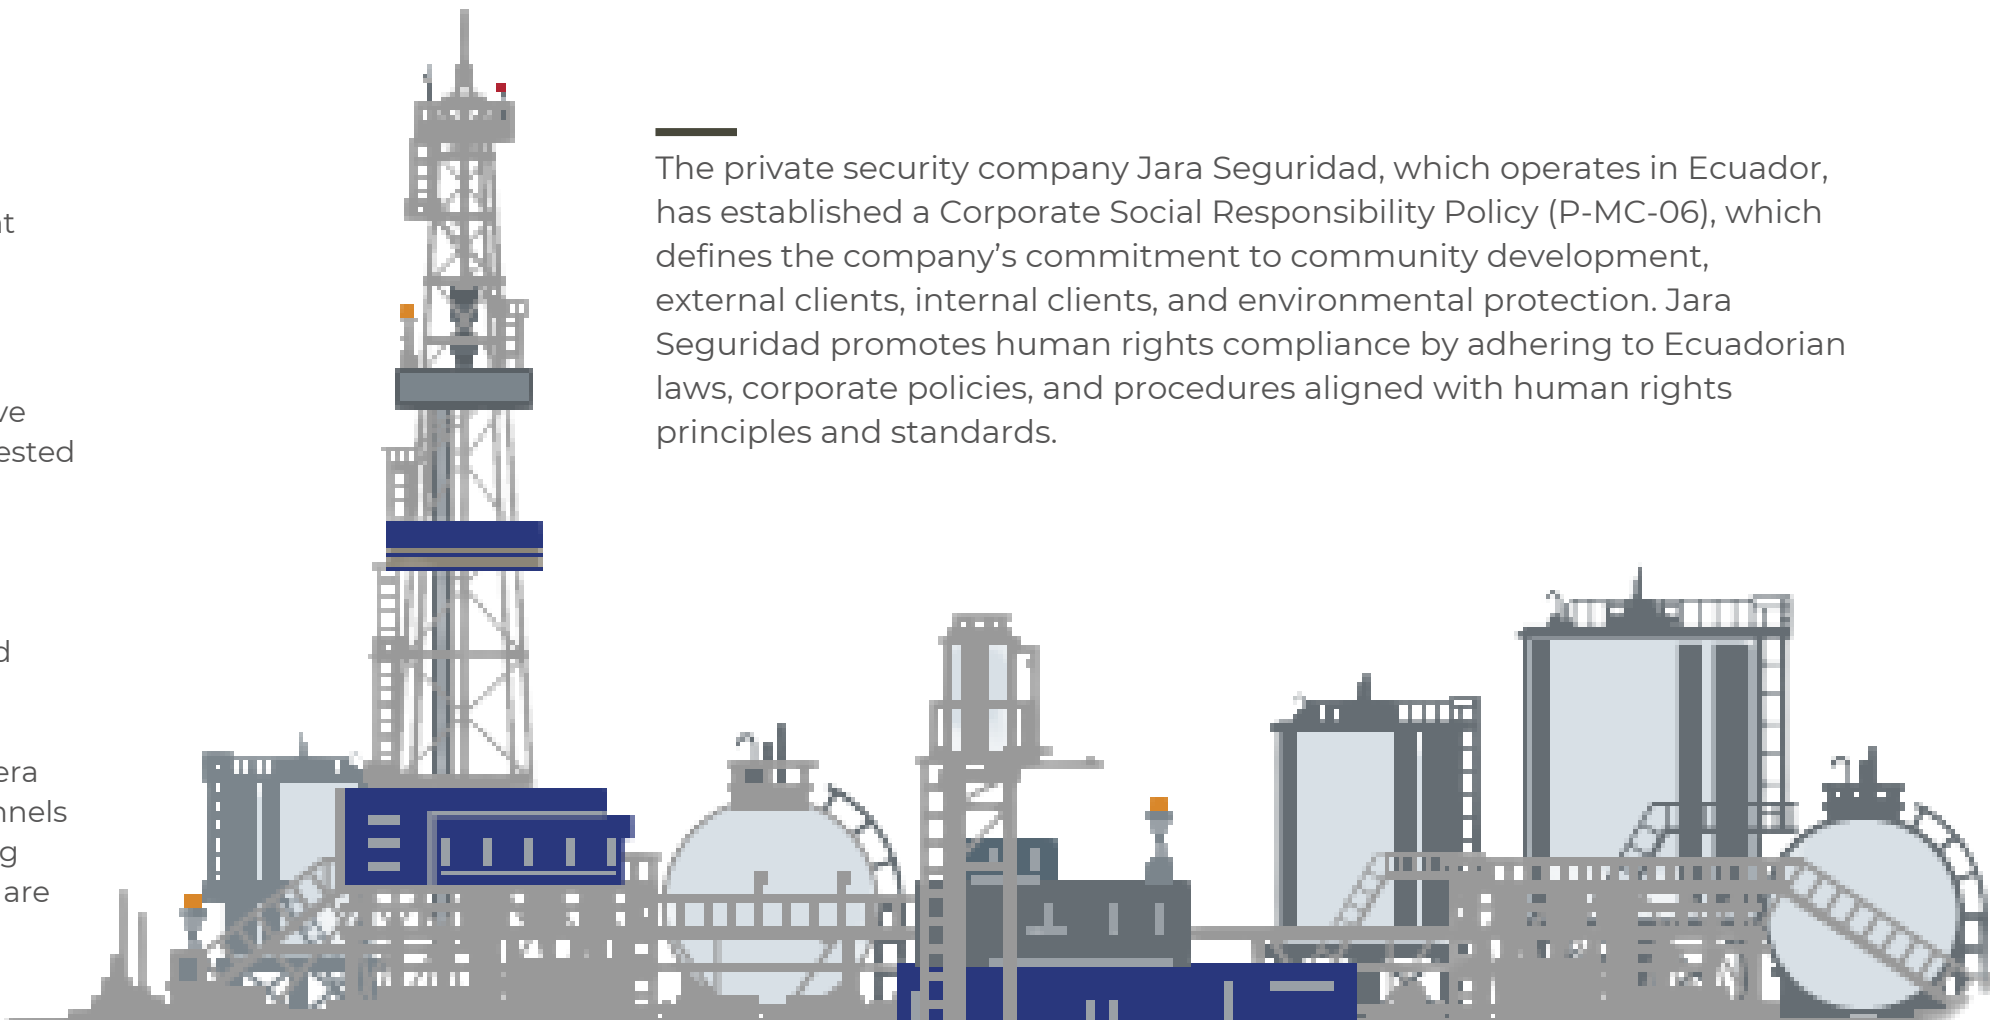 The private security company Jara Seguridad, which operates in Ecuador,
has established a Corporate Social Responsibility Policy (P-MC-06), which
defines the company’s commitment to community development,
external clients, internal clients, and environmental protection. Jara
Seguridad promotes human rights compliance by adhering to Ecuadorian
laws, corporate policies, and procedures aligned with human rights
principles and standards.
are